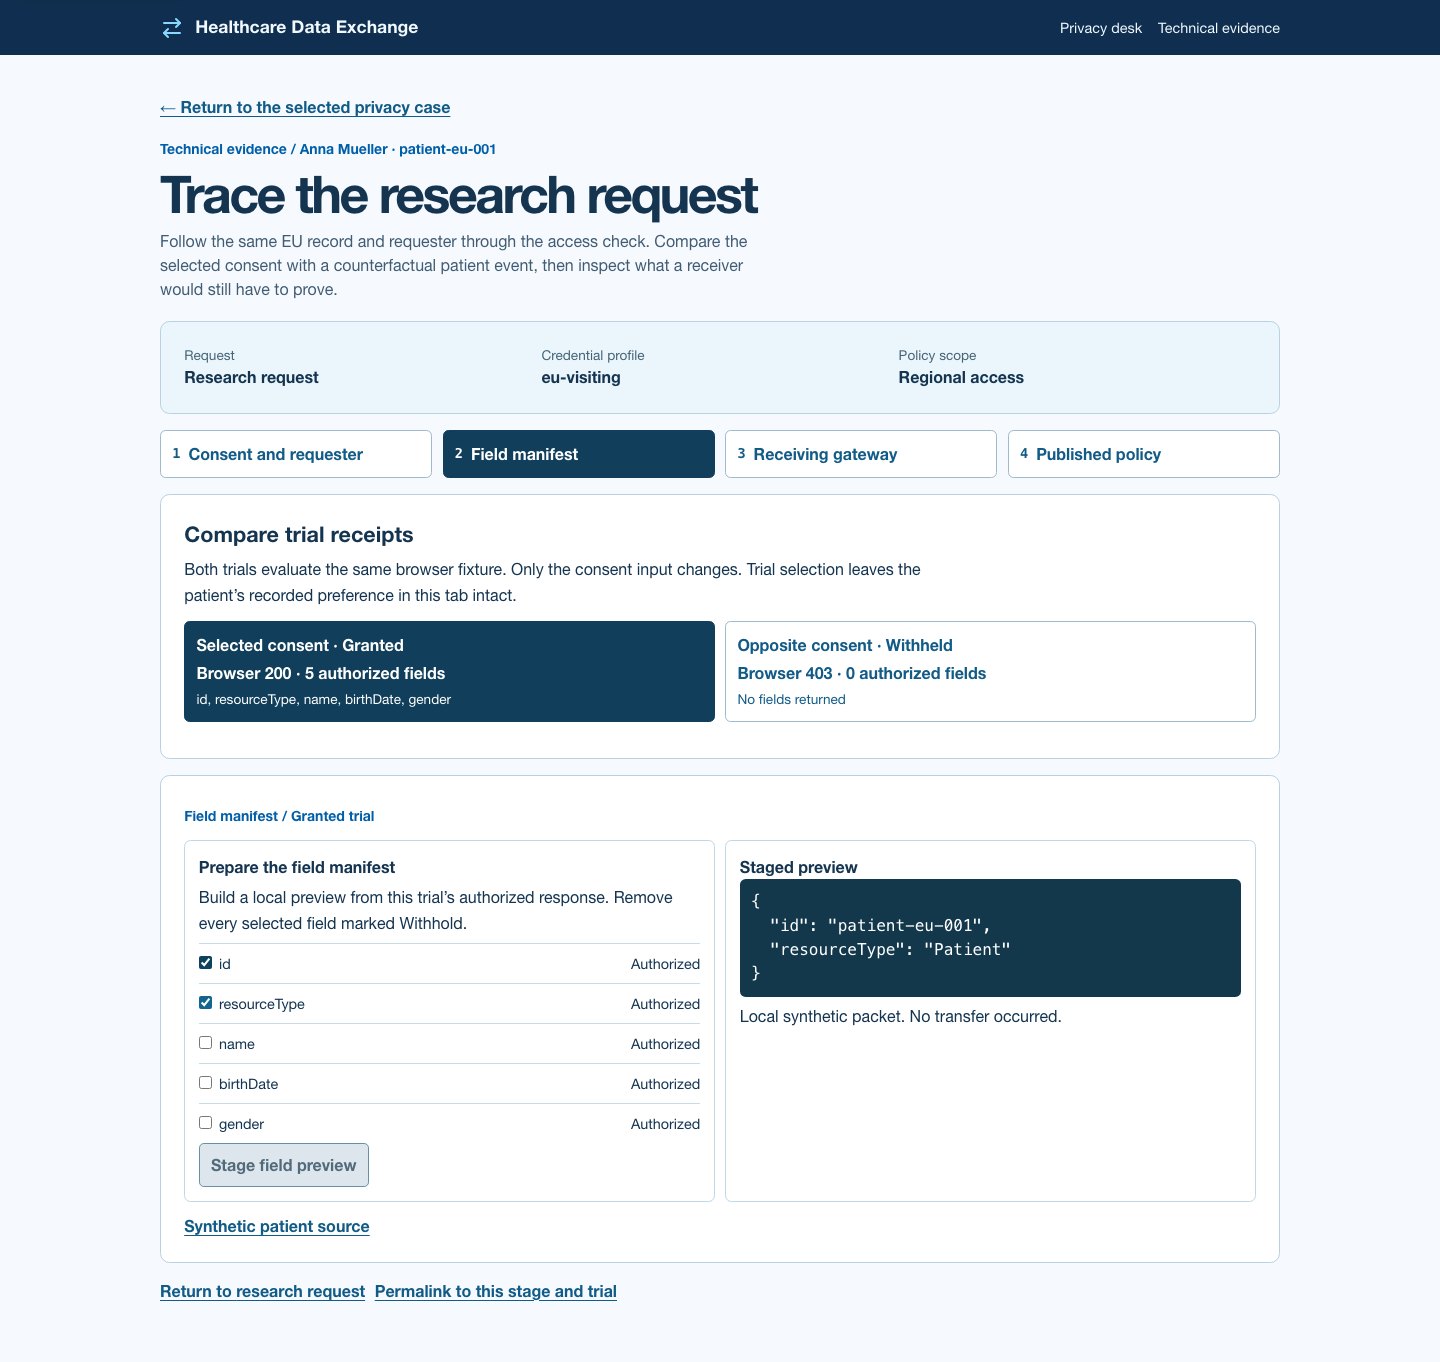 Healthcare Data Exchange
Privacy desk Technical evidence
← Return to the selected privacy case
Technical evidence / Anna Mueller · patient-eu-001
Trace the research request
Follow the same EU record and requester through the access check. Compare the
selected consent with a counterfactual patient event, then inspect what a receiver
would still have to prove.
Request
Research request
Credential profile
eu-visiting
Policy scope
Regional access
1 Consent and requester
2 Field manifest
3 Receiving gateway
4 Published policy
Compare trial receipts
Both trials evaluate the same browser fixture. Only the consent input changes. Trial selection leaves the
patient’s recorded preference in this tab intact.
Selected consent · Granted
Browser 200 · 5 authorized fields
id, resourceType, name, birthDate, gender
Opposite consent · Withheld
Browser 403 · 0 authorized fields
No fields returned
Field manifest / Granted trial
Prepare the field manifest
Build a local preview from this trial’s authorized response. Remove
every selected field marked Withhold.
id Authorized
resourceType Authorized
name Authorized
birthDate Authorized
gender Authorized
Stage field preview
Staged preview
{
"id": "patient-eu-001",
"resourceType": "Patient"
}
Local synthetic packet. No transfer occurred.
Synthetic patient source
Return to research request Permalink to this stage and trial